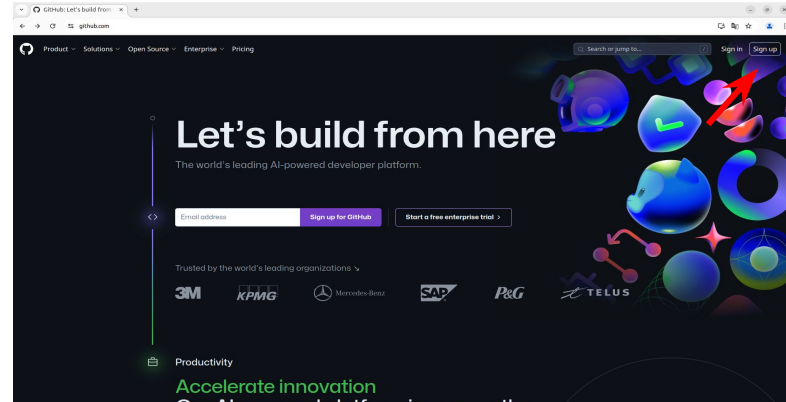 GitHub: Let's build from
github.com
Product Solutions Open Source Enterprise Pricing
Search or jump to... /
Sign in Sign up
Let's build from here
The world's leading AI-powered developer platform.
Email address Sign up for GitHub Start a free enterprise trial
Trusted by the world's leading organizations
3M KPMG Mercedes-Benz SAP P&G TELUS
Productivity
Accelerate innovation